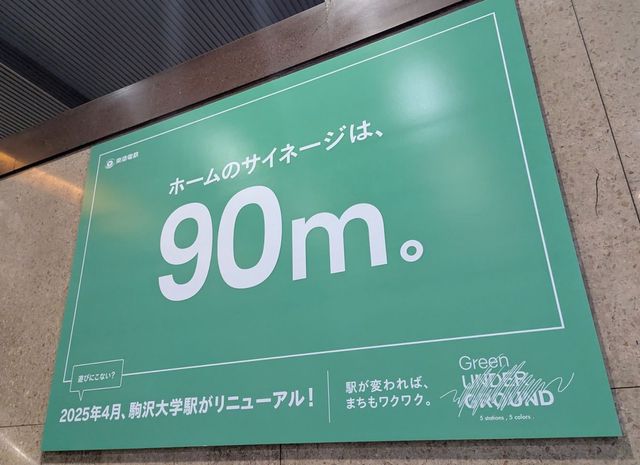 東急電鉄
ホームのサイネージは、
90m。
遊びにこない?
2025年4月、駒沢大学駅がリニューアル!
駅が変われば、
まちもワクワク。
Green
UNDER
GROUND
5 stations , 5 colors .